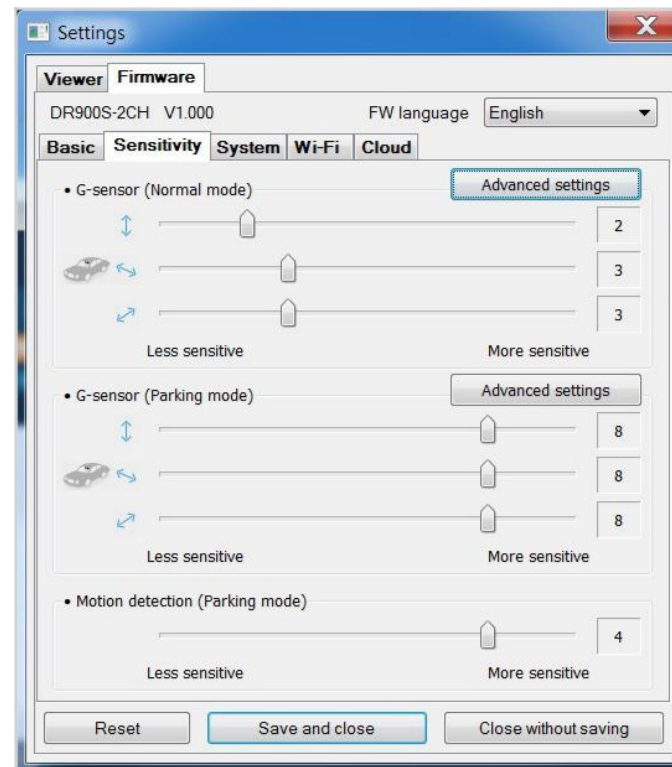 Settings
Viewer Firmware
DR900S-2CH V1.000 FW language English
Basic Sensitivity System Wi-Fi Cloud
• G-sensor (Normal mode) Advanced settings
2
3
3
Less sensitive More sensitive
• G-sensor (Parking mode) Advanced settings
8
8
8
Less sensitive More sensitive
• Motion detection (Parking mode)
4
Less sensitive More sensitive
Reset Save and close Close without saving